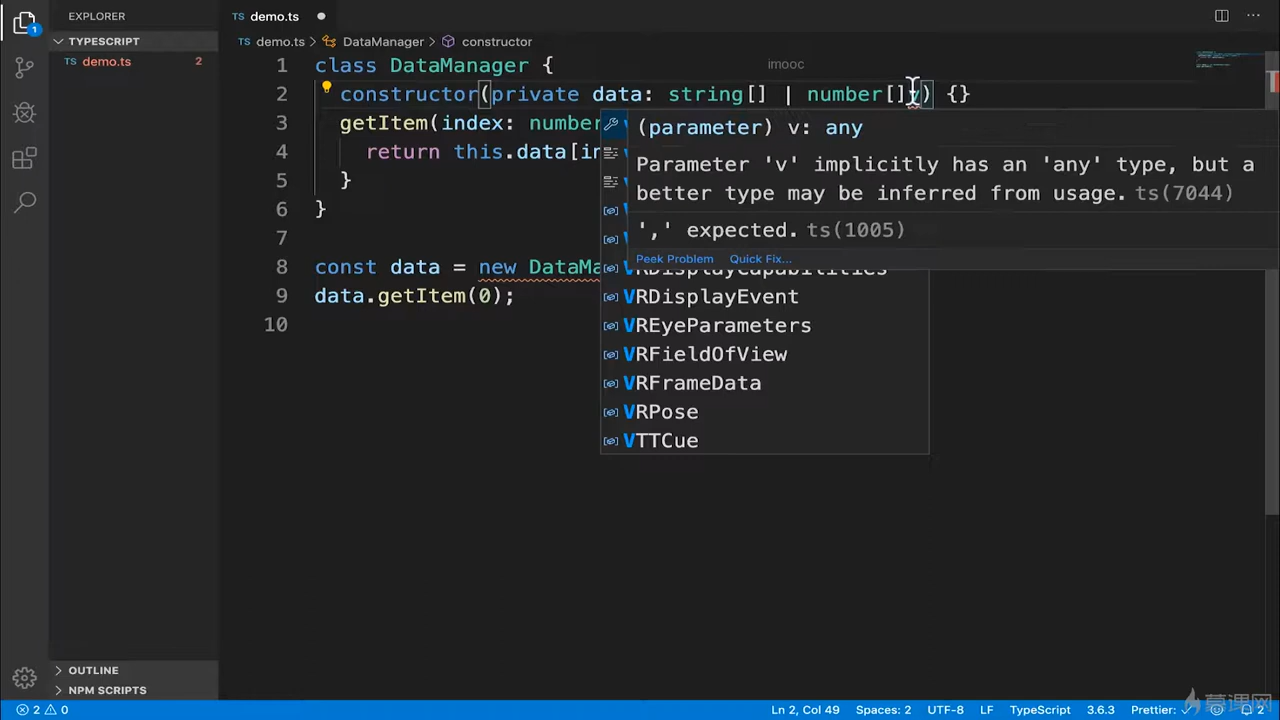 EXPLORER
TYPESCRIPT
TS demo.ts 2
OUTLINE
NPM SCRIPTS
TS demo.ts
TS demo.ts > DataManager > constructor
imooc
1 class DataManager {
2 constructor(private data: string[] | number[]v) {}
3 getItem(index: number
4 return this.data[in
5 }
6 }
7
8 const data = new DataMa
9 data.getItem(0);
10
(parameter) v: any
Parameter 'v' implicitly has an 'any' type, but a
better type may be inferred from usage. ts(7044)
',' expected. ts(1005)
Peek Problem Quick Fix...
VRDisplayCapabilities
VRDisplayEvent
VREyeParameters
VRFieldOfView
VRFrameData
VRPose
VTTCue
2 0 Ln 2, Col 49 Spaces: 2 UTF-8 LF TypeScript 3.6.3 Prettier: ✓ 2
慕课网